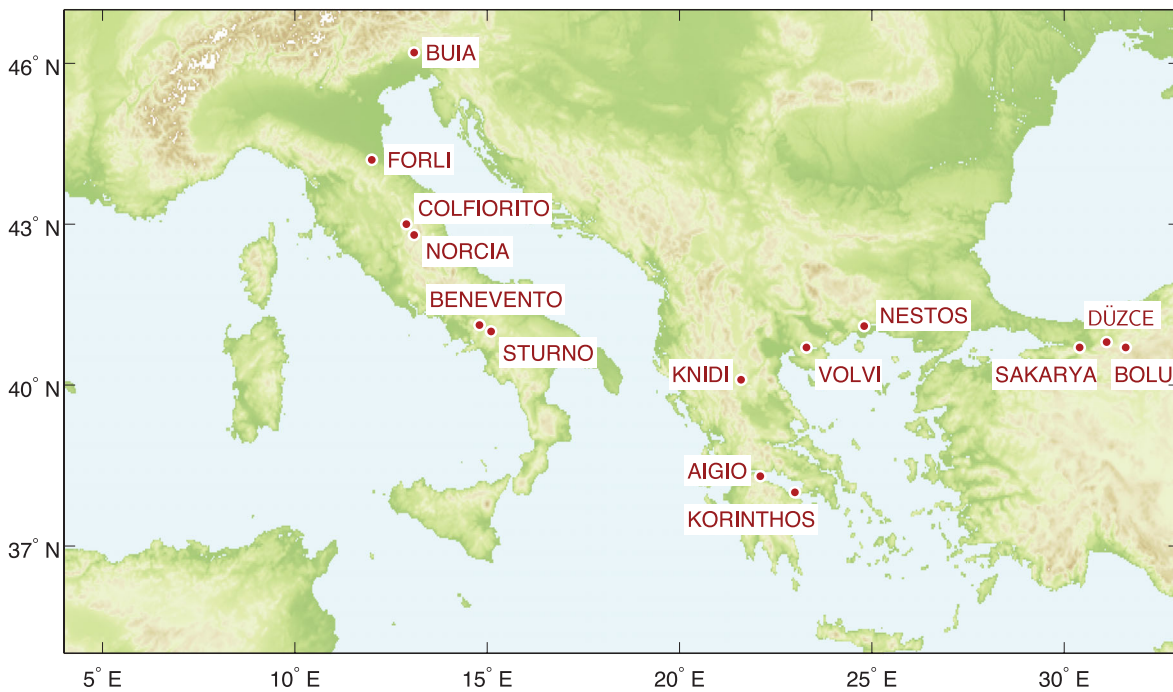 46° N
BUIA
FORLI
COLFIORITO
43° N
NORCIA
BENEVENTO
NESTOS
DÜZCE
STURNO
KNIDI
VOLVI
SAKARYA
BOLU
40° N
AIGIO
KORINTHOS
37° N
5° E
10° E
15° E
20° E
25° E
30° E